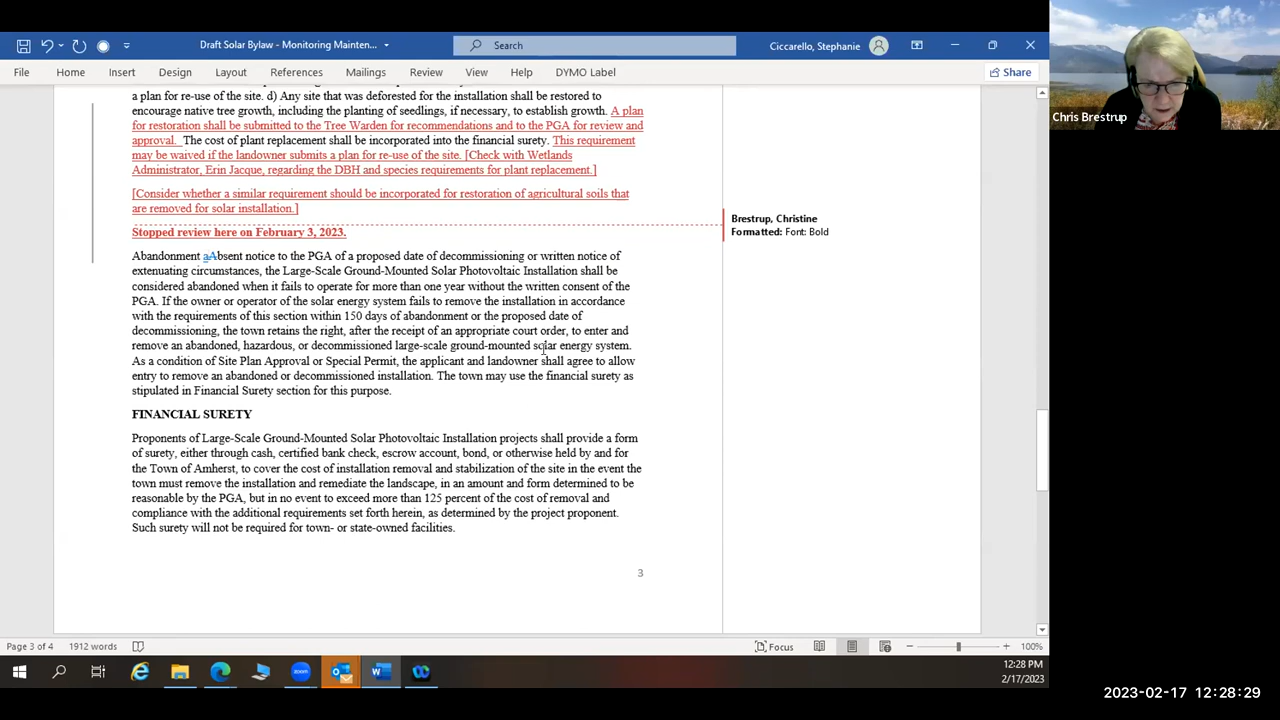 Draft Solar Bylaw - Monitoring Mainten...
Search
Ciccarello, Stephanie
File Home Insert Design Layout References Mailings Review View Help DYMO Label Share
a plan for re-use of the site. d) Any site that was deforested for the installation shall be restored to
encourage native tree growth, including the planting of seedlings, if necessary, to establish growth. A plan
for restoration shall be submitted to the Tree Warden for recommendations and to the PGA for review and
approval. The cost of plant replacement shall be incorporated into the financial surety. This requirement
may be waived if the landowner submits a plan for re-use of the site. [Check with Wetlands
Administrator, Erin Jacque, regarding the DBH and species requirements for plant replacement.]
[Consider whether a similar requirement should be incorporated for restoration of agricultural soils that
are removed for solar installation.]
Stopped review here on February 3, 2023.
Brestrup, Christine
Formatted: Font: Bold
Abandonment aAbsent notice to the PGA of a proposed date of decommissioning or written notice of
extenuating circumstances, the Large-Scale Ground-Mounted Solar Photovoltaic Installation shall be
considered abandoned when it fails to operate for more than one year without the written consent of the
PGA. If the owner or operator of the solar energy system fails to remove the installation in accordance
with the requirements of this section within 150 days of abandonment or the proposed date of
decommissioning, the town retains the right, after the receipt of an appropriate court order, to enter and
remove an abandoned, hazardous, or decommissioned large-scale ground-mounted solar energy system.
As a condition of Site Plan Approval or Special Permit, the applicant and landowner shall agree to allow
entry to remove an abandoned or decommissioned installation. The town may use the financial surety as
stipulated in Financial Surety section for this purpose.
FINANCIAL SURETY
Proponents of Large-Scale Ground-Mounted Solar Photovoltaic Installation projects shall provide a form
of surety, either through cash, certified bank check, escrow account, bond, or otherwise held by and for
the Town of Amherst, to cover the cost of installation removal and stabilization of the site in the event the
town must remove the installation and remediate the landscape, in an amount and form determined to be
reasonable by the PGA, but in no event to exceed more than 125 percent of the cost of removal and
compliance with the additional requirements set forth herein, as determined by the project proponent.
Such surety will not be required for town- or state-owned facilities.
3
Page 3 of 4 1912 words Focus 100%
zoom
12:28 PM
2/17/2023
Chris Brestrup
2023-02-17 12:28:29